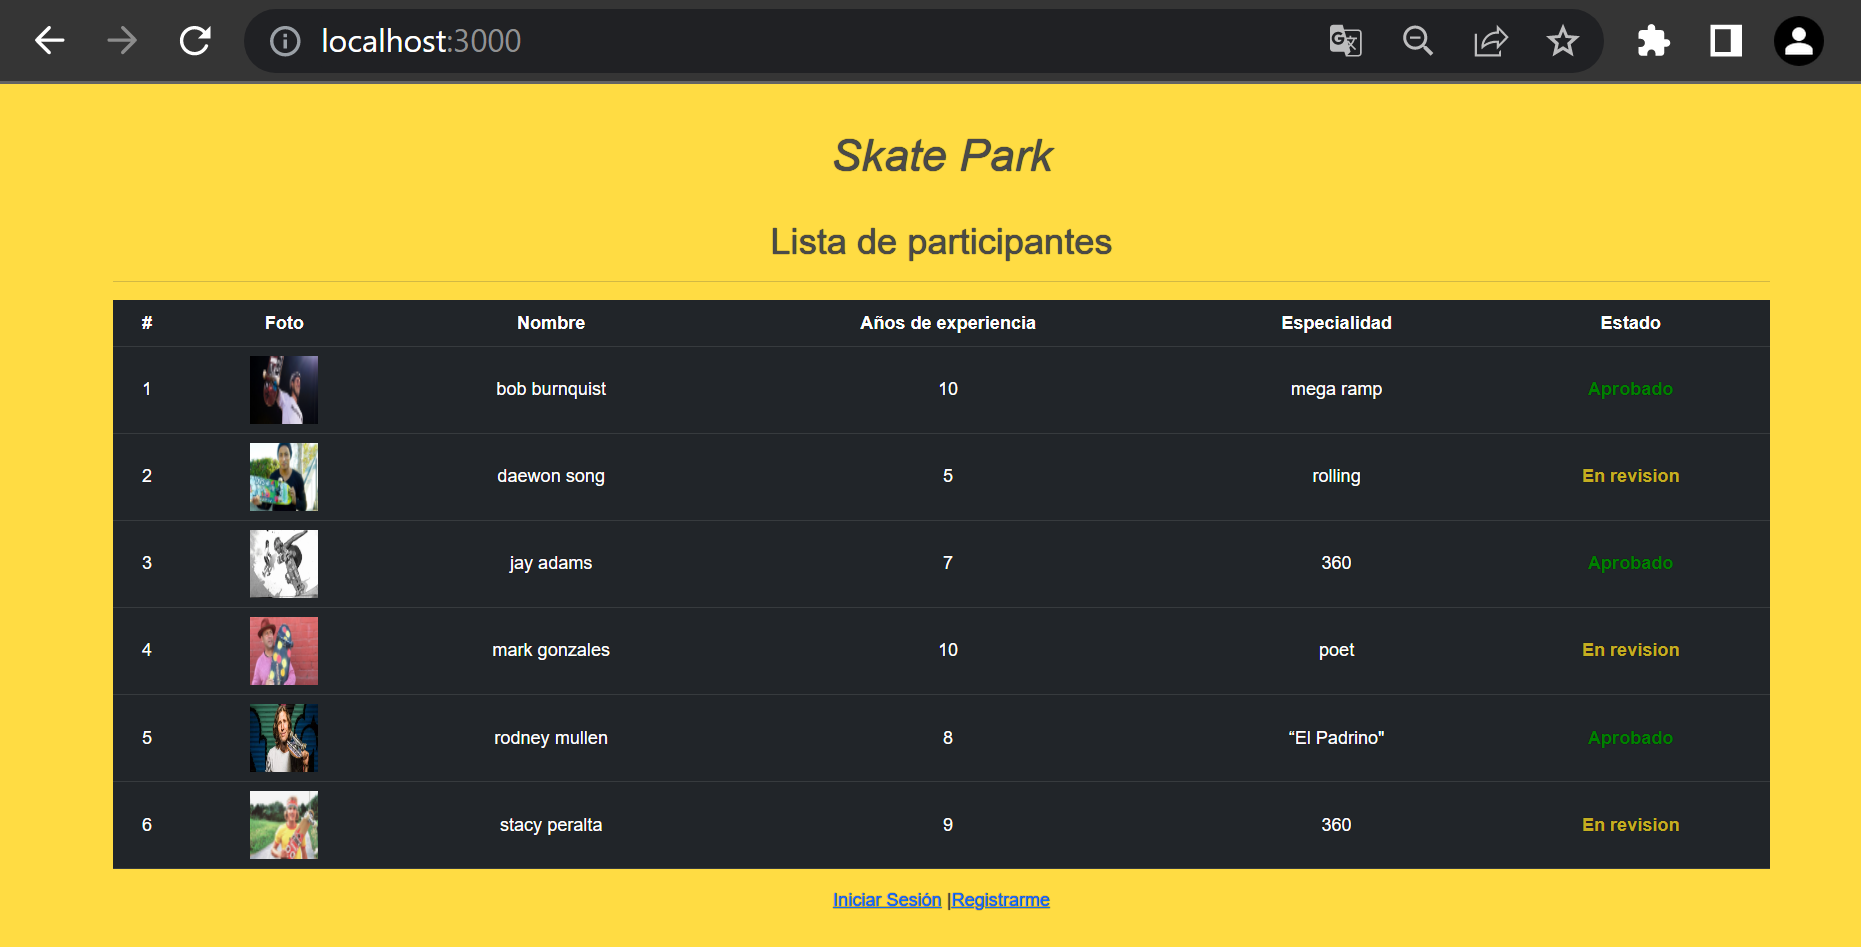 localhost:3000
Skate Park
Lista de participantes
# Foto Nombre Años de experiencia Especialidad Estado
1 bob burnquist 10 mega ramp Aprobado
2 daewon song 5 rolling En revision
3 jay adams 7 360 Aprobado
4 mark gonzales 10 poet En revision
5 rodney mullen 8 “El Padrino" Aprobado
6 stacy peralta 9 360 En revision
Iniciar Sesión |Registrarme